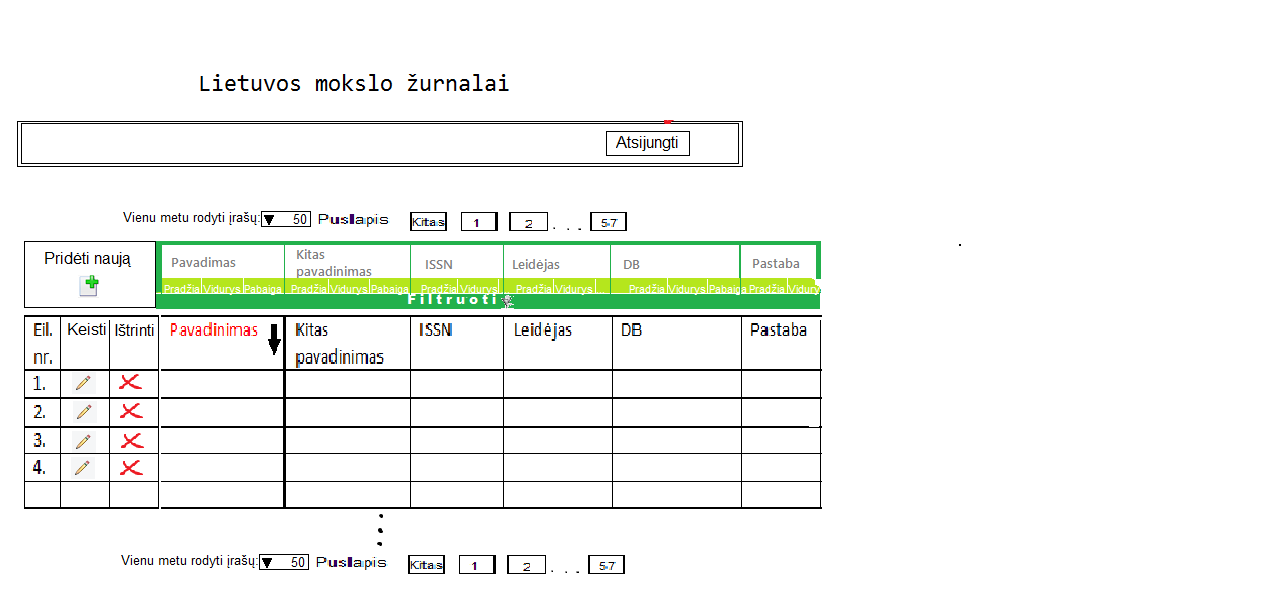 Lietuvos mokslo žurnalai
Atsijungti
Vienu metu rodyti įrašų: 50 Puslapis Kitas 1 2 . . . 57
Pridėti naują
Pavadimas Kitas pavadinimas ISSN Leidėjas DB Pastaba
Pradžia Vidurys Pabaiga Pradžia Vidurys Pabaiga Pradžia Vidurys Pradžia Vidurys Pradžia Vidurys Pabaiga Pradžia Vidury
Filtruoti
Eil. nr. Keisti Ištrinti Pavadinimas Kitas pavadinimas ISSN Leidėjas DB Pastaba
1.
2.
3.
4.
Vienu metu rodyti įrašų: 50 Puslapis Kitas 1 2 . . . 57